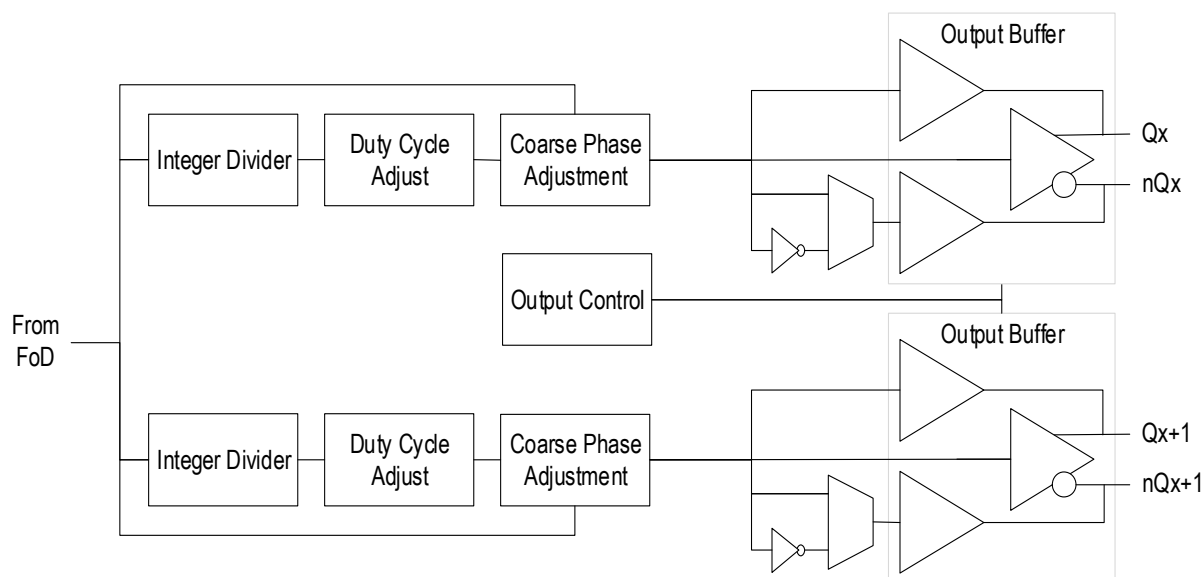 Output Buffer
Integer Divider
Duty Cycle
Adjust
Coarse Phase
Adjustment
Qx
nQx
Output Control
From
FoD
Output Buffer
Integer Divider
Duty Cycle
Adjust
Coarse Phase
Adjustment
Qx+1
nQx+1